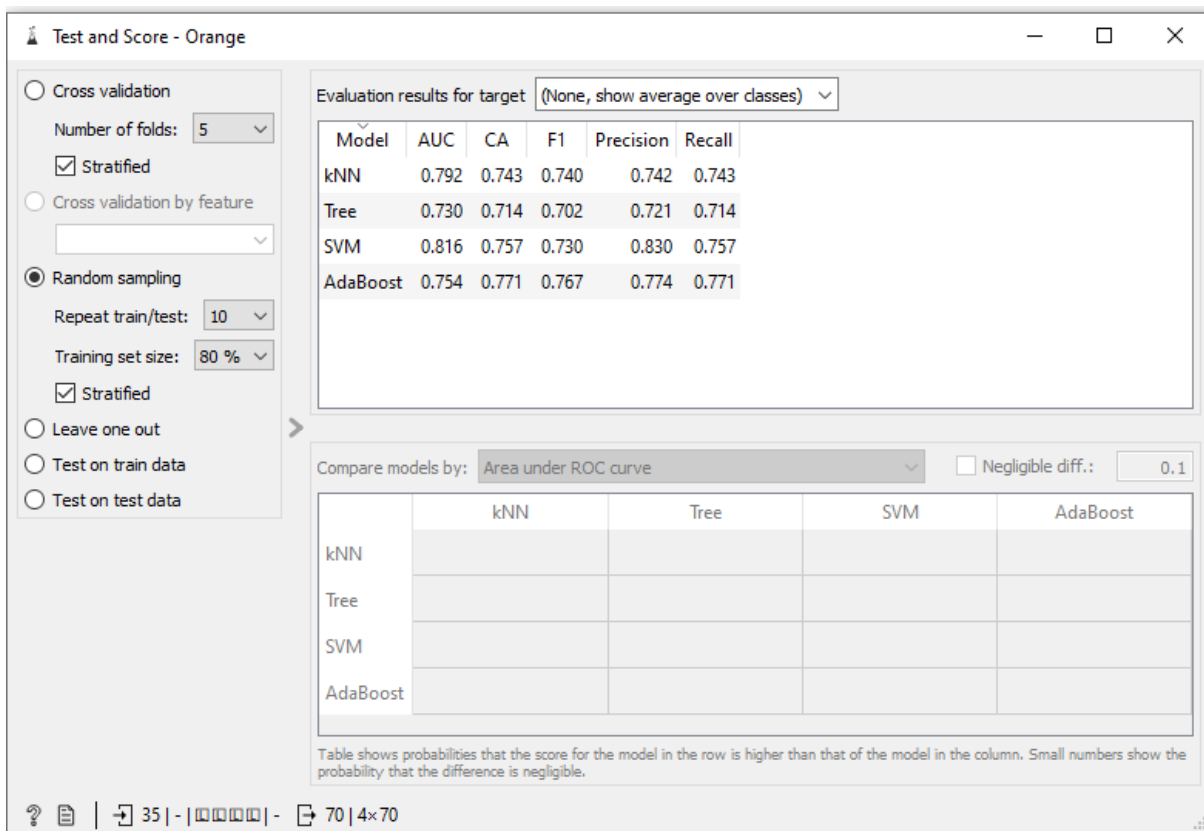 Test and Score - Orange
Cross validation
Number of folds: 5
Stratified
Cross validation by feature
Random sampling
Repeat train/test: 10
Training set size: 80 %
Stratified
Leave one out
Test on train data
Test on test data
Evaluation results for target (None, show average over classes)
Model AUC CA F1 Precision Recall
kNN 0.792 0.743 0.740 0.742 0.743
Tree 0.730 0.714 0.702 0.721 0.714
SVM 0.816 0.757 0.730 0.830 0.757
AdaBoost 0.754 0.771 0.767 0.774 0.771
Compare models by: Area under ROC curve Negligible diff.: 0.1
kNN Tree SVM AdaBoost
kNN
Tree
SVM
AdaBoost
Table shows probabilities that the score for the model in the row is higher than that of the model in the column. Small numbers show the
probability that the difference is negligible.
? 35 | - | | - 70 | 4×70